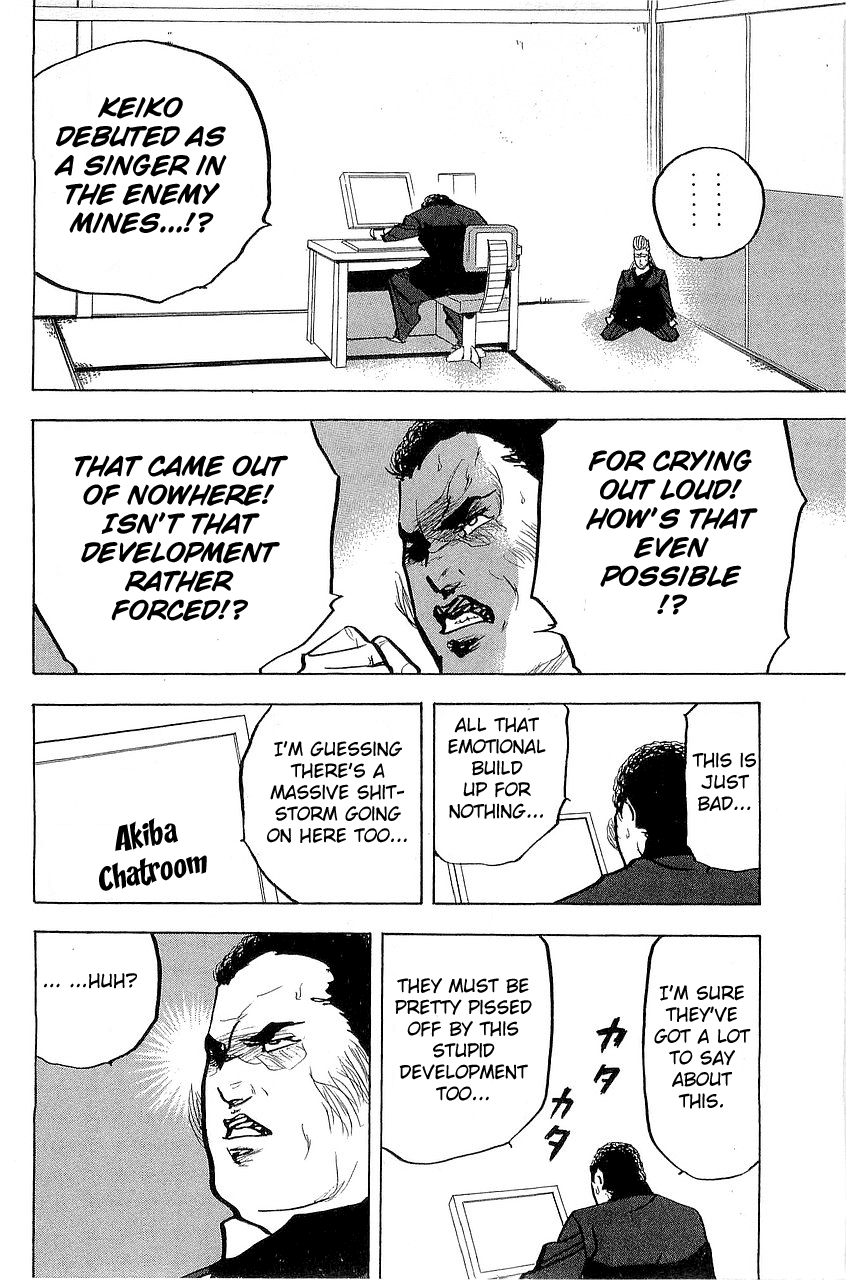 KEIKO
DEBUTED AS
A SINGER IN
THE ENEMY
MINES...!?
FOR CRYING
OUT LOUD!
HOW'S THAT
EVEN
POSSIBLE
!?
THAT CAME OUT
OF NOWHERE!
ISN'T THAT
DEVELOPMENT
RATHER
FORCED!?
THIS IS
JUST
BAD...
ALL THAT
EMOTIONAL
BUILD
UP FOR
NOTHING...
I'M GUESSING
THERE'S A
MASSIVE SHIT-
STORM GOING
ON HERE TOO...
Akiba
Chatroom
I'M SURE
THEY'VE
GOT A LOT
TO SAY
ABOUT
THIS.
カタ
カタ
THEY MUST BE
PRETTY PISSED
OFF BY THIS
STUPID
DEVELOPMENT
TOO...
... ...HUH?